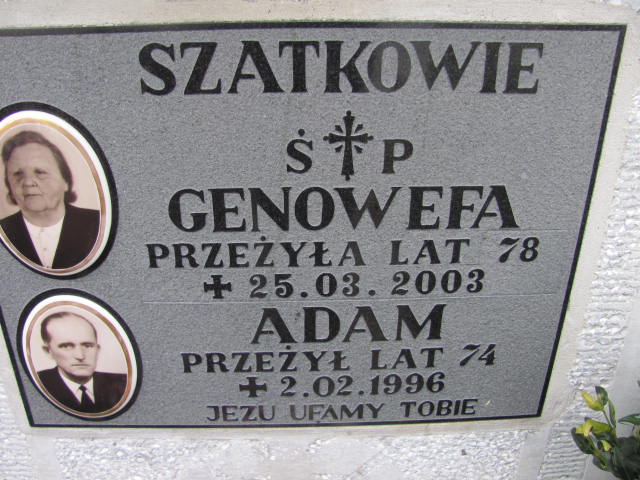 SZATKOWIE
Ś P
GENOWEFA
PRZEŻYŁA LAT 78
25.03.2003
ADAM
PRZEŻYŁ LAT 74
2.02.1996
JEZU UFAMY TOBIE